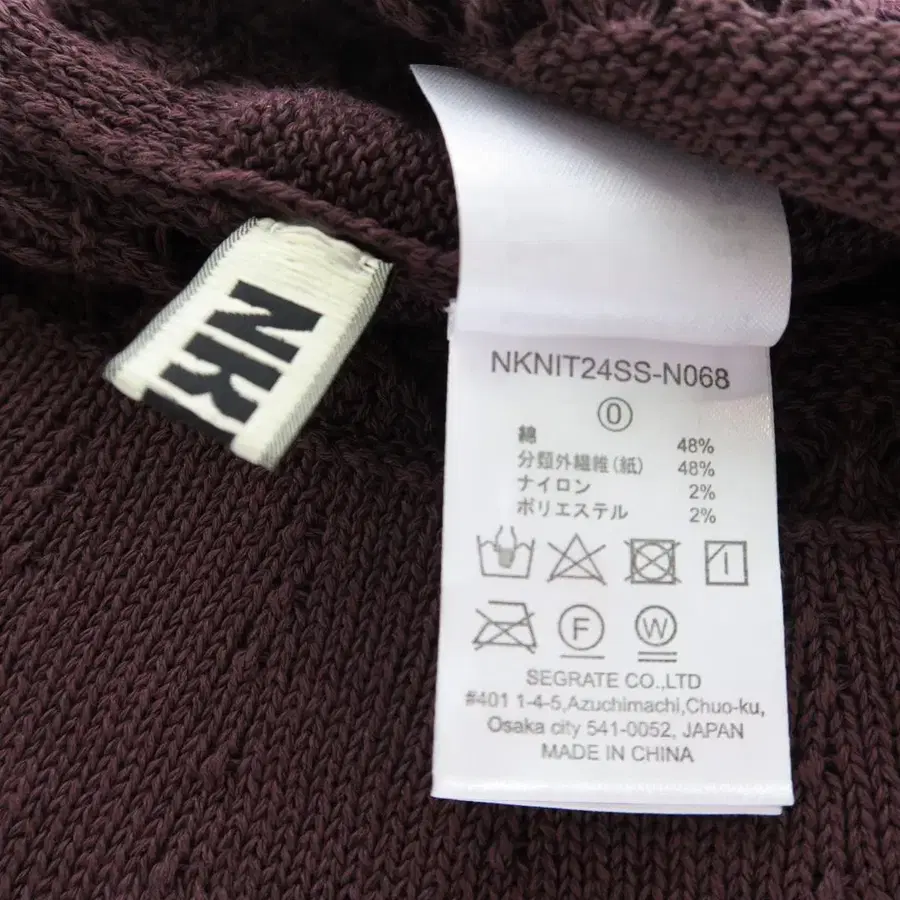 NK
NKNIT24SS-N068
0
綿 48%
分類外繊維(紙) 48%
ナイロン 2%
ポリエステル 2%
F
W
SEGRATE CO.,LTD
#401 1-4-5,Azuchimachi,Chuo-ku,
Osaka city 541-0052, JAPAN
MADE IN CHINA